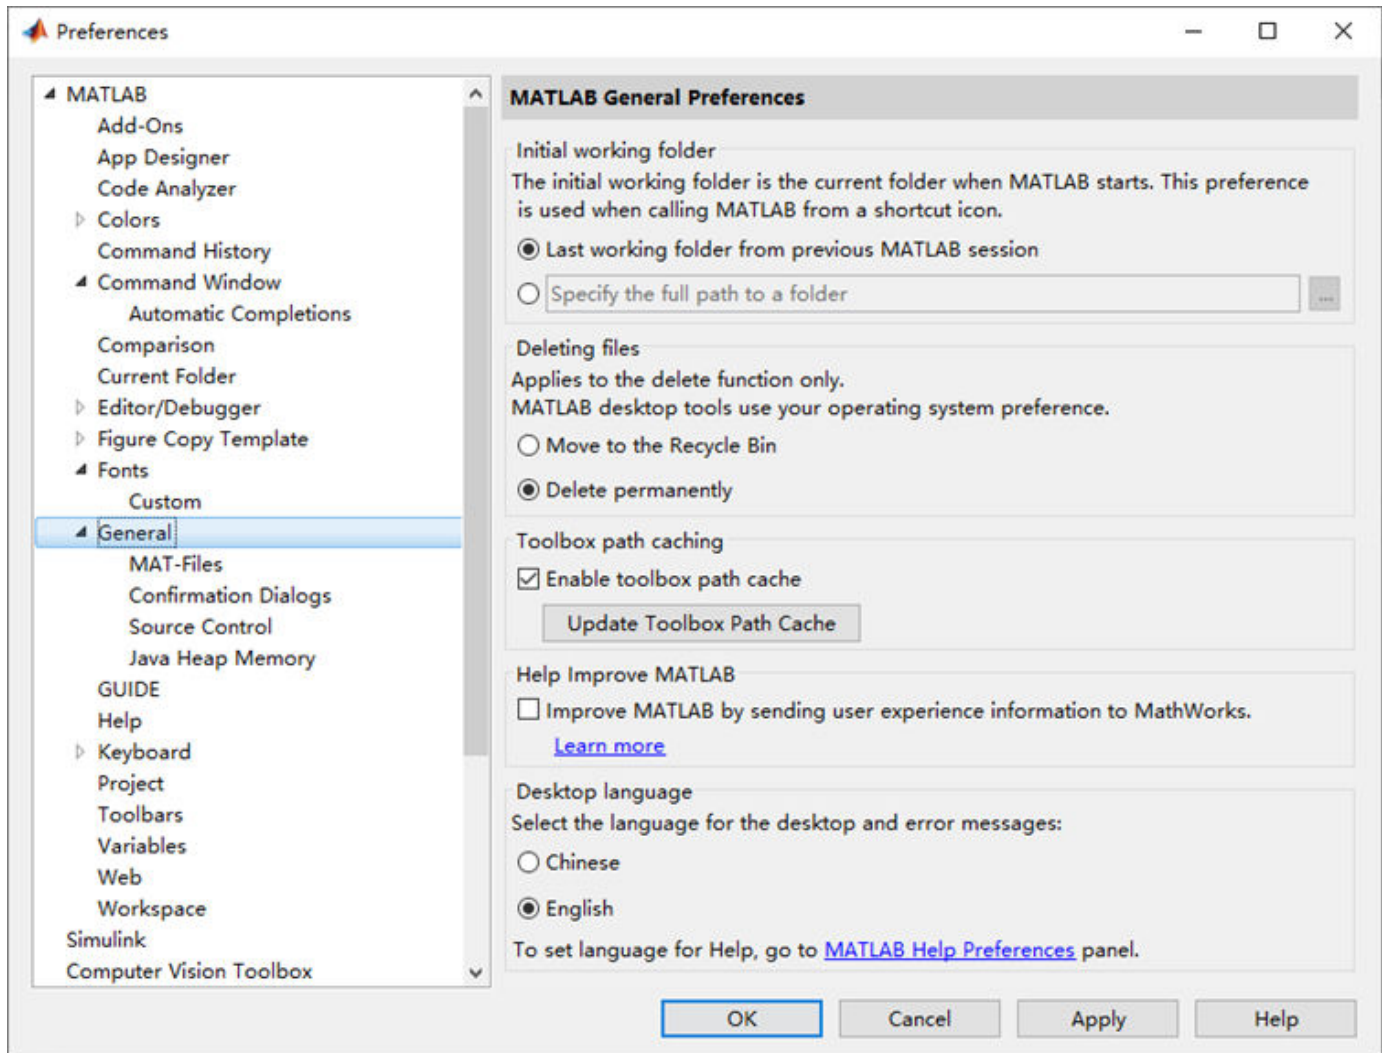 Preferences
MATLAB
Add-Ons
App Designer
Code Analyzer
Colors
Command History
Command Window
Automatic Completions
Comparison
Current Folder
Editor/Debugger
Figure Copy Template
Fonts
Custom
General
MAT-Files
Confirmation Dialogs
Source Control
Java Heap Memory
GUIDE
Help
Keyboard
Project
Toolbars
Variables
Web
Workspace
Simulink
Computer Vision Toolbox
MATLAB General Preferences
Initial working folder
The initial working folder is the current folder when MATLAB starts. This preference
is used when calling MATLAB from a shortcut icon.
Last working folder from previous MATLAB session
Specify the full path to a folder
...
Deleting files
Applies to the delete function only.
MATLAB desktop tools use your operating system preference.
Move to the Recycle Bin
Delete permanently
Toolbox path caching
Enable toolbox path cache
Update Toolbox Path Cache
Help Improve MATLAB
Improve MATLAB by sending user experience information to MathWorks.
Learn more
Desktop language
Select the language for the desktop and error messages:
Chinese
English
To set language for Help, go to MATLAB Help Preferences panel.
OK
Cancel
Apply
Help